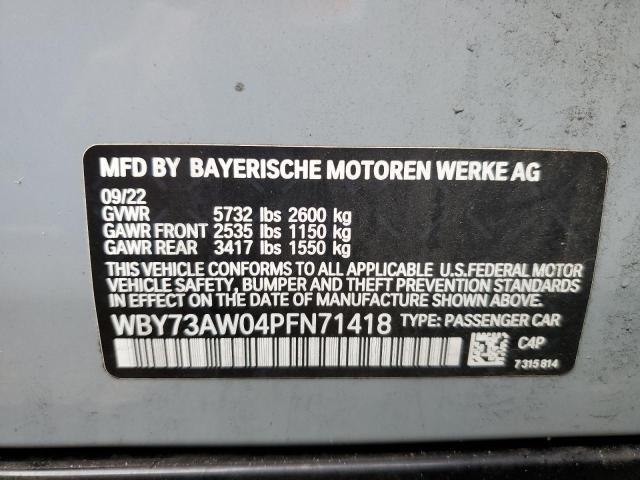 MFD BY BAYERISCHE MOTOREN WERKE AG
09/22
GVWR 5732 lbs 2600 kg
GAWR FRONT 2535 lbs 1150 kg
GAWR REAR 3417 lbs 1550 kg
THIS VEHICLE CONFORMS TO ALL APPLICABLE U.S.FEDERAL MOTOR
VEHICLE SAFETY, BUMPER AND THEFT PREVENTION STANDARDS
IN EFFECT ON THE DATE OF MANUFACTURE SHOWN ABOVE.
WBY73AW04PFN71418 TYPE: PASSENGER CAR
C4P
7315814